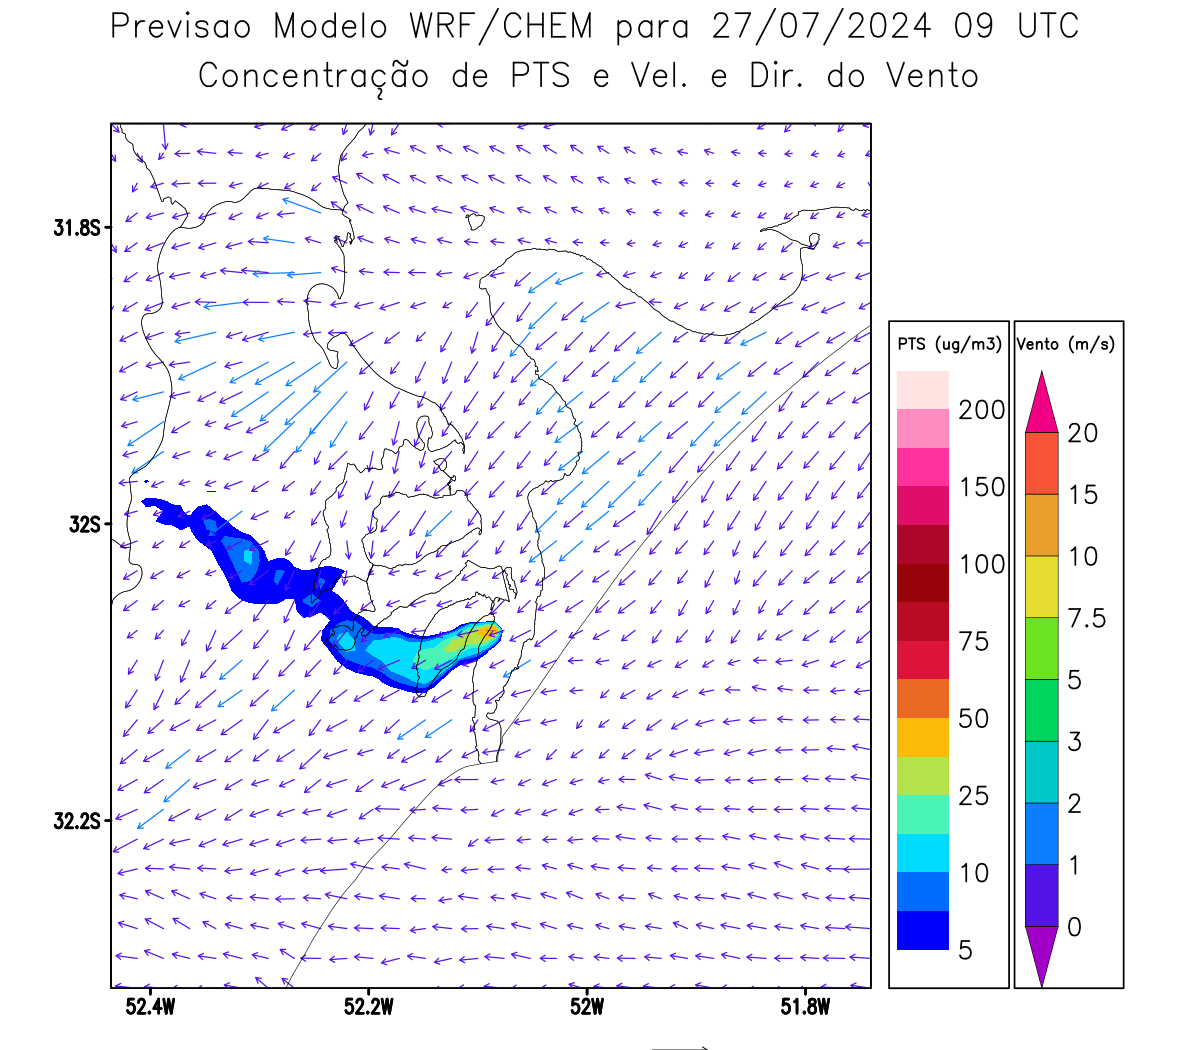 Previsao Modelo WRF/CHEM para 27/07/2024 09 UTC
Concentração de PTS e Vel. e Dir. do Vento
31.8S
32S
32.2S
52.4W 52.2W 52W 51.8W
PTS (ug/m3)
200
150
100
75
50
25
10
5
Vento (m/s)
20
15
10
7.5
5
3
2
1
0